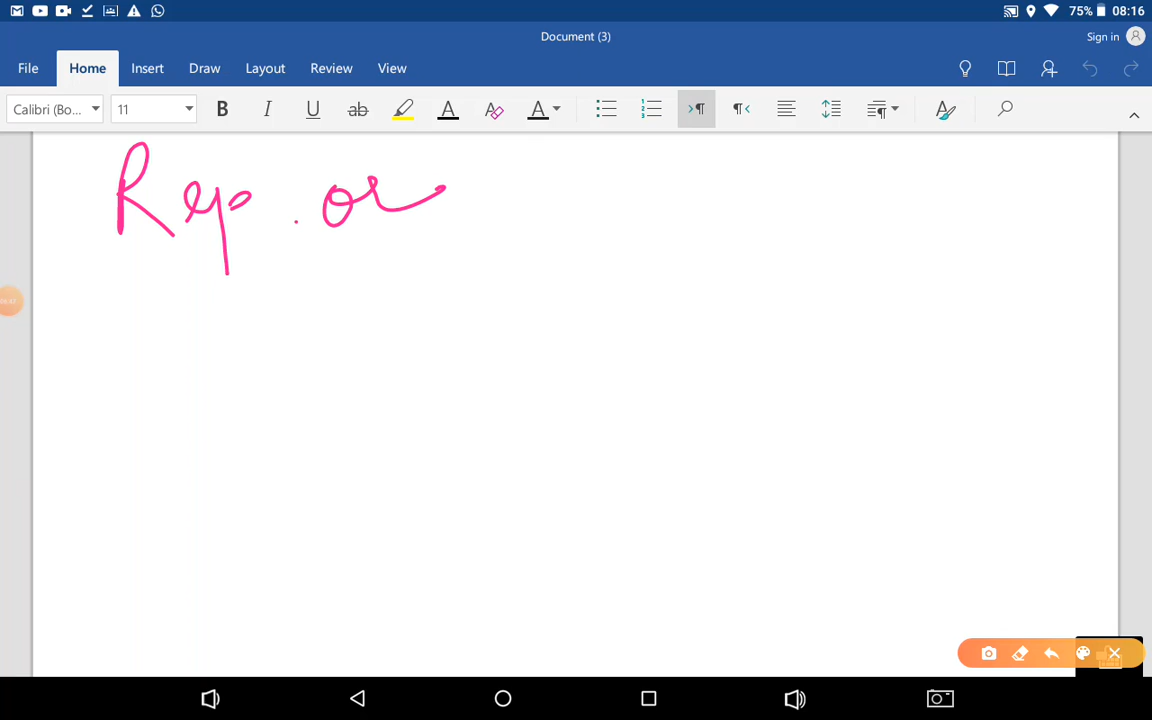 75% 08:16
Document (3)
Sign in
File Home Insert Draw Layout Review View
Calibri (Bo... 11 B I U ab A A A
Rep. or